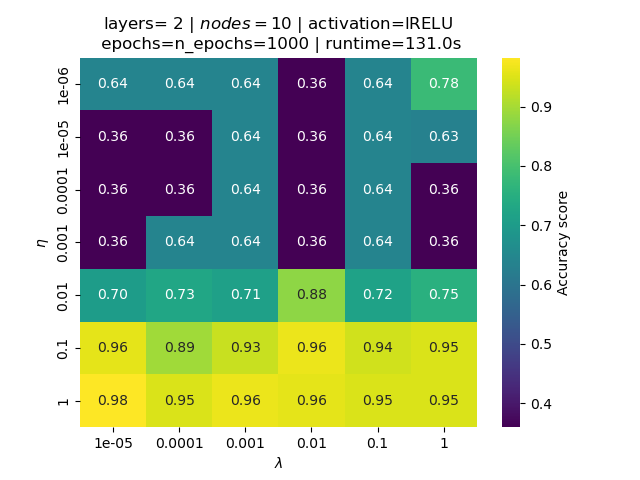 layers= 2 | nodes = 10 | activation=lRELU
epochs=n_epochs=1000 | runtime=131.0s
1e-06 0.64 0.64 0.64 0.36 0.64 0.78
1e-05 0.36 0.36 0.64 0.36 0.64 0.63
0.0001 0.36 0.36 0.64 0.36 0.64 0.36
0.001 0.36 0.64 0.64 0.36 0.64 0.36
0.01 0.70 0.73 0.71 0.88 0.72 0.75
0.1 0.96 0.89 0.93 0.96 0.94 0.95
1 0.98 0.95 0.96 0.96 0.95 0.95
1e-05 0.0001 0.001 0.01 0.1 1
λ
η
0.9
0.8
0.7
0.6
0.5
0.4
Accuracy score